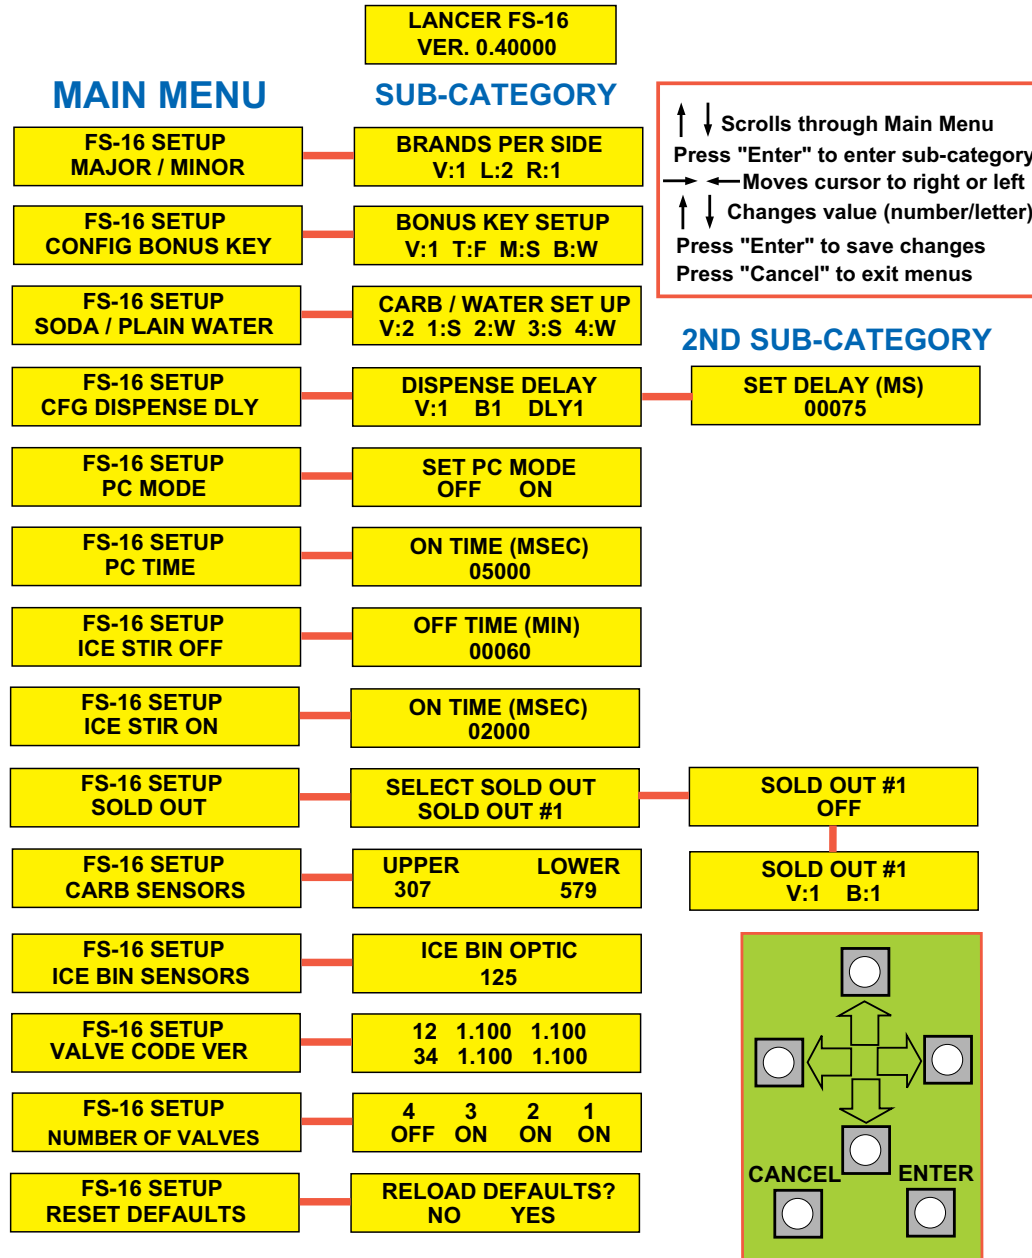 LANCER FS-16
VER. 0.40000
MAIN MENU
SUB-CATEGORY
Scrolls through Main Menu
Press "Enter" to enter sub-category
Moves cursor to right or left
Changes value (number/letter)
Press "Enter" to save changes
Press "Cancel" to exit menus
FS-16 SETUP
MAJOR / MINOR
BRANDS PER SIDE
V:1 L:2 R:1
FS-16 SETUP
CONFIG BONUS KEY
BONUS KEY SETUP
V:1 T:F M:S B:W
FS-16 SETUP
SODA / PLAIN WATER
CARB / WATER SET UP
V:2 1:S 2:W 3:S 4:W
2ND SUB-CATEGORY
FS-16 SETUP
CFG DISPENSE DLY
DISPENSE DELAY
V:1 B1 DLY1
SET DELAY (MS)
00075
FS-16 SETUP
PC MODE
SET PC MODE
OFF ON
FS-16 SETUP
PC TIME
ON TIME (MSEC)
05000
FS-16 SETUP
ICE STIR OFF
OFF TIME (MIN)
00060
FS-16 SETUP
ICE STIR ON
ON TIME (MSEC)
02000
FS-16 SETUP
SOLD OUT
SELECT SOLD OUT
SOLD OUT #1
SOLD OUT #1
OFF
FS-16 SETUP
CARB SENSORS
UPPER LOWER
307 579
SOLD OUT #1
V:1 B:1
FS-16 SETUP
ICE BIN SENSORS
ICE BIN OPTIC
125
FS-16 SETUP
VALVE CODE VER
12 1.100 1.100
34 1.100 1.100
FS-16 SETUP
NUMBER OF VALVES
4 3 2 1
OFF ON ON ON
FS-16 SETUP
RESET DEFAULTS
RELOAD DEFAULTS?
NO YES
CANCEL ENTER